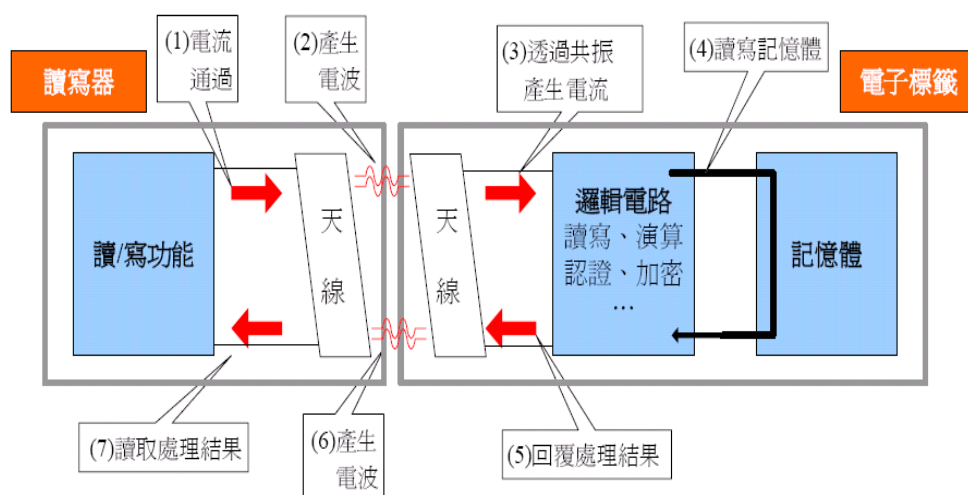 (1)電流
通過
(2)產生
電波
(3)透過共振
產生電流
(4)讀寫記憶體
讀寫器
電子標籤
讀/寫功能
天
線
天
線
邏輯電路
讀寫、演算
認證、加密
…
記憶體
(7)讀取處理結果
(6)產生
電波
(5)回覆處理結果